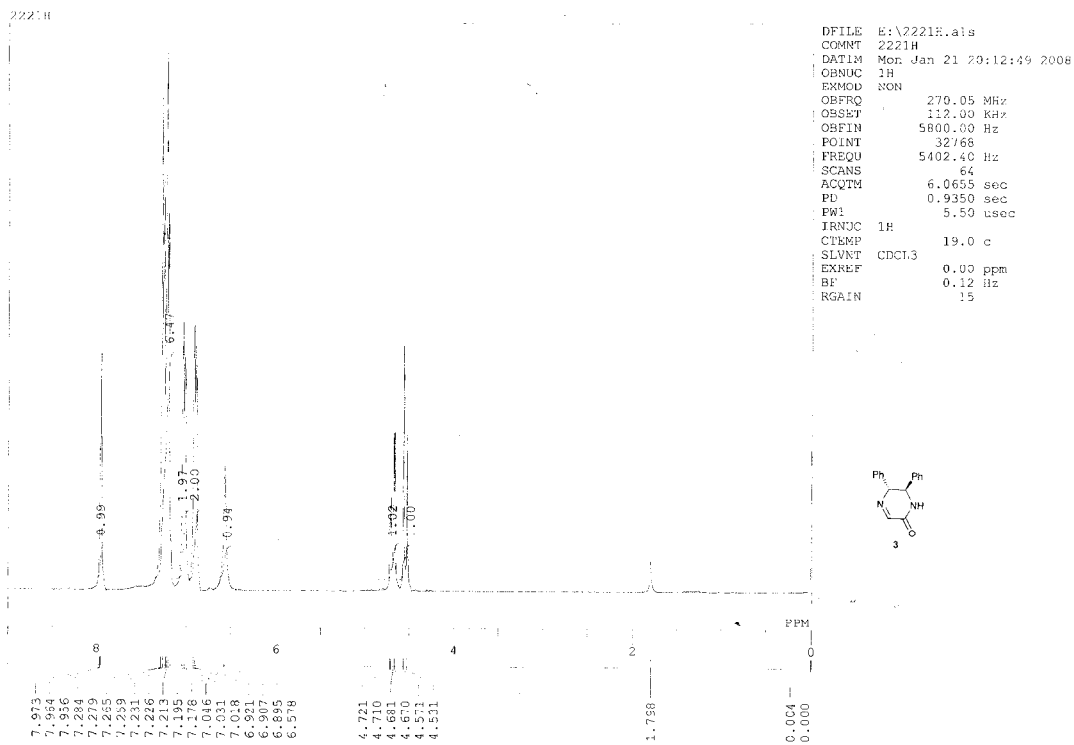 2221H
DFILE E:\2221H.als
COMNT 2221H
DATIM Mon Jan 21 20:12:49 2008
OBNUC 1H
EXMOD NON
OBFRQ 270.05 MHz
OBSET 112.00 KHz
OBFIN 5800.00 Hz
POINT 32768
FREQU 5402.40 Hz
SCANS 64
ACQTM 6.0655 sec
PD 0.9350 sec
PW1 5.50 usec
IRNUC 1H
CTEMP 19.0 c
SLVNT CDCL3
EXREF 0.00 ppm
BF 0.12 Hz
RGAIN 15
0.99
6.47
1.97
2.00
0.94
1.02
1.00
Ph
Ph
N
NH
O
3
PPM
8
6
4
2
0
7.973
7.964
7.956
7.284
7.279
7.265
7.259
7.231
7.226
7.213
7.195
7.178
7.046
7.031
7.018
6.921
6.907
6.895
6.578
4.721
4.710
4.681
4.670
4.571
4.531
1.798
0.004
0.000